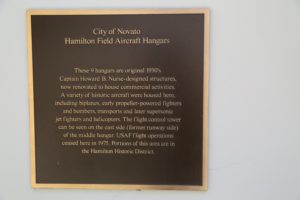 City of Novato
Hamilton Field Aircraft Hangars
These 9 hangars are original 1930's
Captain Howard B. Nurse-designed structures,
now renovated to house commercial activities.
A variety of historic aircraft were housed here,
including biplanes, early propeller-powered fighters
and bombers, transports and later supersonic
jet fighters and helicopters. The flight control tower
can be seen on the east side (former runway side)
of the middle hangar. USAF flight operations
ceased here in 1975. Portions of this area are in
the Hamilton Historic District.